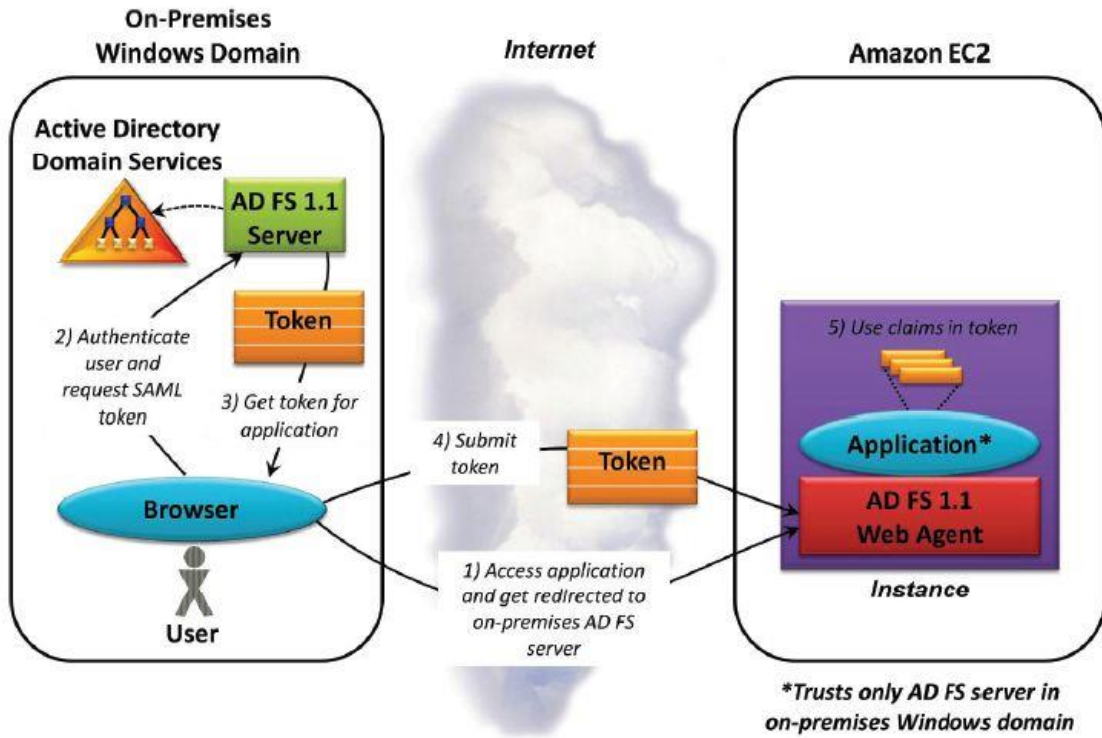 On-Premises
Windows Domain
Internet
Amazon EC2
Active Directory
Domain Services
AD FS 1.1
Server
Token
2) Authenticate
user and
request SAML
token
3) Get token for
application
Browser
User
4) Submit
token
Token
1) Access application
and get redirected to
on-premises AD FS
server
5) Use claims in token
Application*
AD FS 1.1
Web Agent
Instance
*Trusts only AD FS server in
on-premises Windows domain